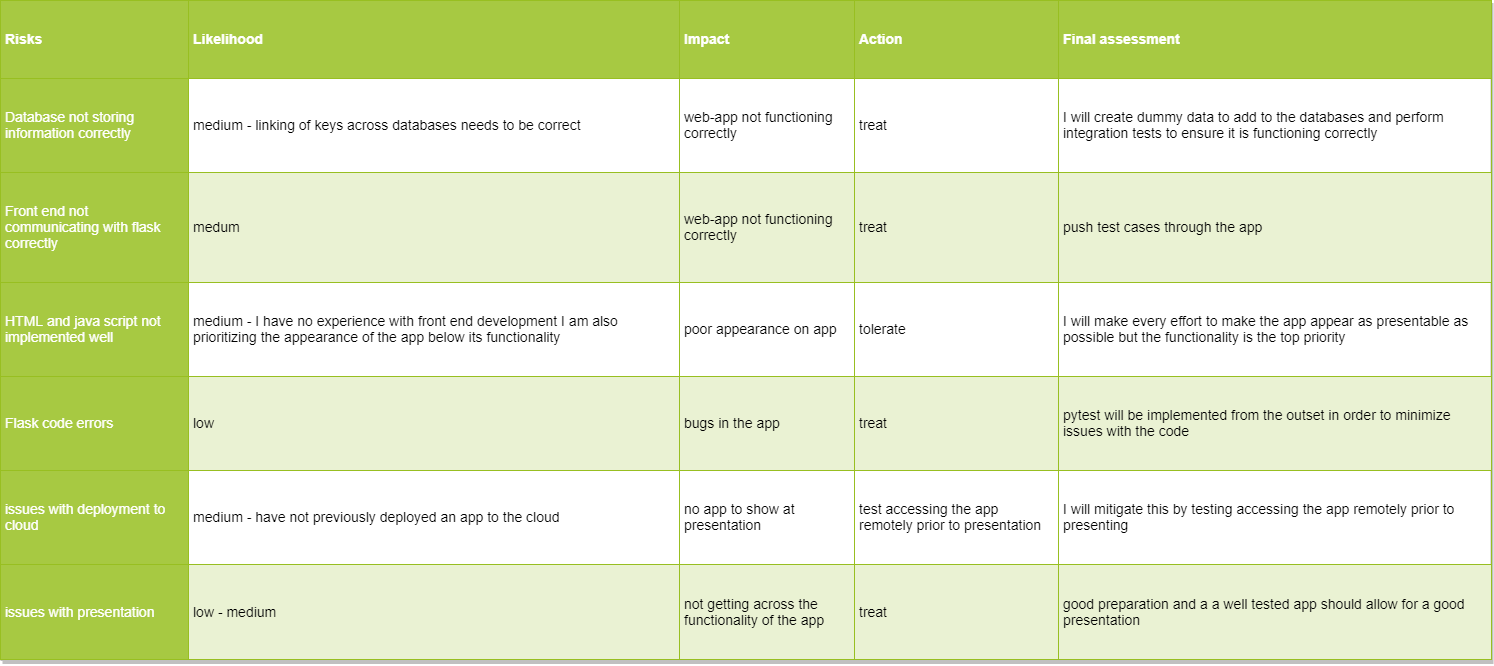 Risks
Likelihood
Impact
Action
Final assessment
Database not storing
information correctly
medium - linking of keys across databases needs to be correct
web-app not functioning
correctly
treat
I will create dummy data to add to the databases and perform
integration tests to ensure it is functioning correctly
Front end not
communicating with flask
correctly
medum
web-app not functioning
correctly
treat
push test cases through the app
HTML and java script not
implemented well
medium - I have no experience with front end development I am also
prioritizing the appearance of the app below its functionality
poor appearance on app
tolerate
I will make every effort to make the app appear as presentable as
possible but the functionality is the top priority
Flask code errors
low
bugs in the app
treat
pytest will be implemented from the outset in order to minimize
issues with the code
issues with deployment to
cloud
medium - have not previously deployed an app to the cloud
no app to show at
presentation
test accessing the app
remotely prior to presentation
I will mitigate this by testing accessing the app remotely prior to
presenting
issues with presentation
low - medium
not getting across the
functionality of the app
treat
good preparation and a a well tested app should allow for a good
presentation